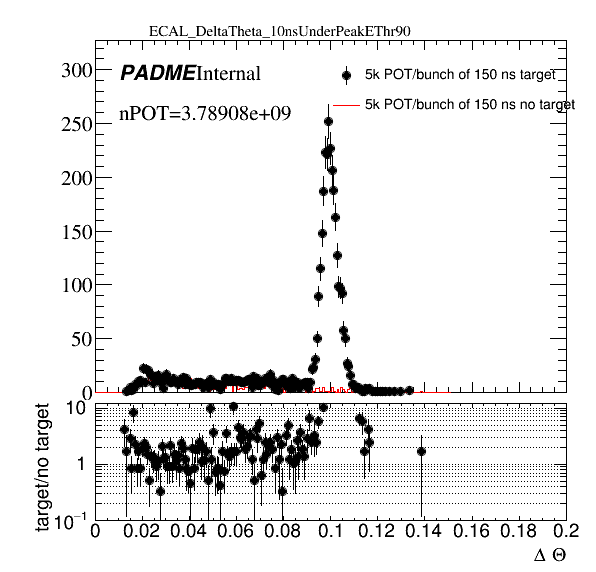 ECAL_DeltaTheta_10nsUnderPeakEThr90
300
250
200
150
100
50
0
PADME Internal
nPOT=3.78908e+09
5k POT/bunch of 150 ns target
5k POT/bunch of 150 ns no target
target/no target
10
1
10⁻¹
0 0.02 0.04 0.06 0.08 0.1 0.12 0.14 0.16 0.18 0.2
Δ Θ